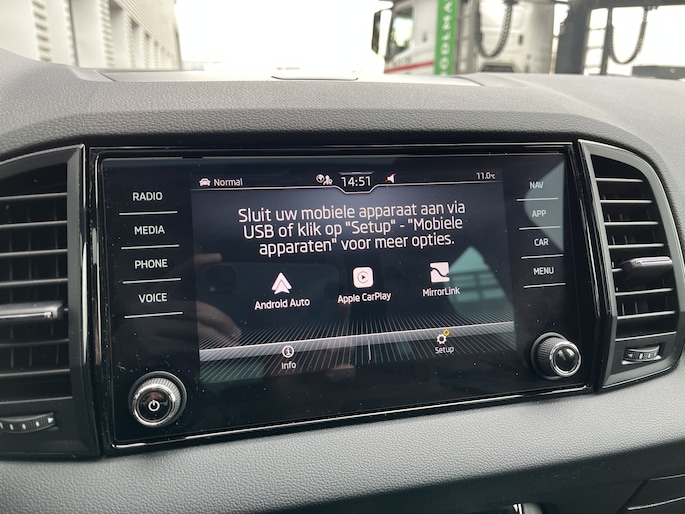 Normal
14:51
11.0°C
RADIO
MEDIA
PHONE
VOICE
Sluit uw mobiele apparaat aan via
USB of klik op "Setup" - "Mobiele
apparaten" voor meer opties.
Android Auto
Apple CarPlay
MirrorLink
Info
Setup
NAV
APP
CAR
MENU